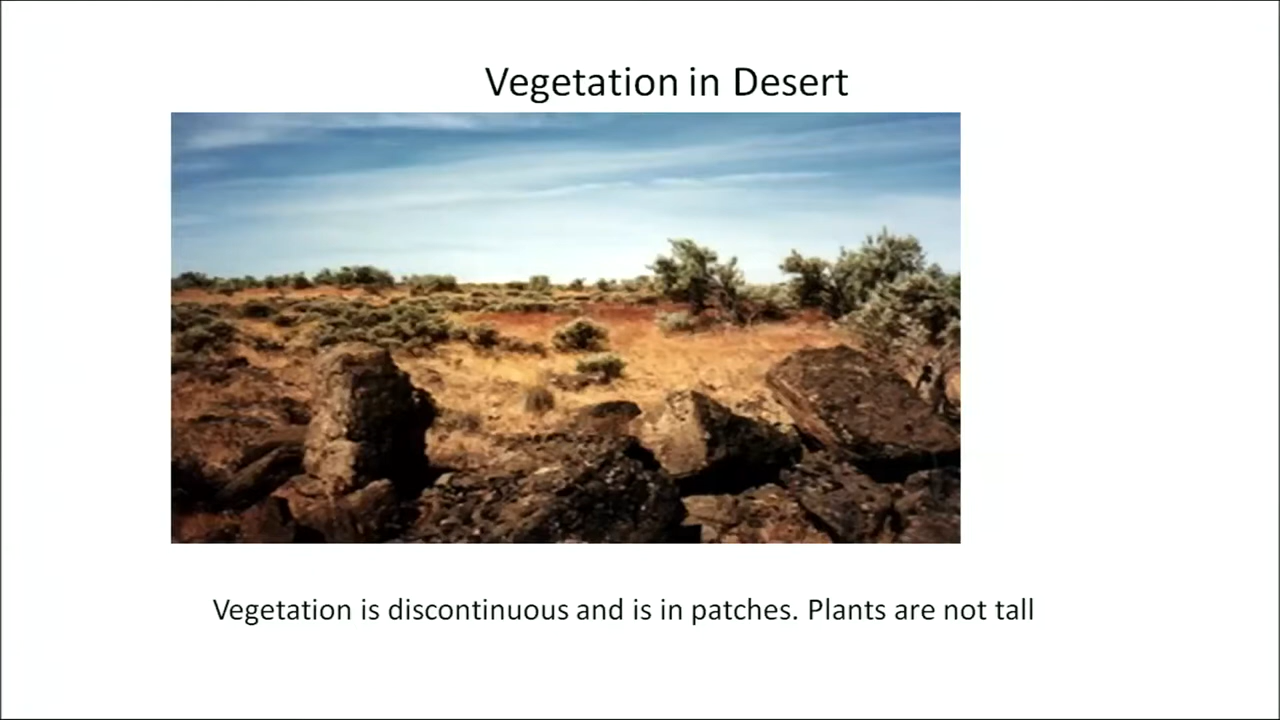 Vegetation in Desert
Vegetation is discontinuous and is in patches. Plants are not tall